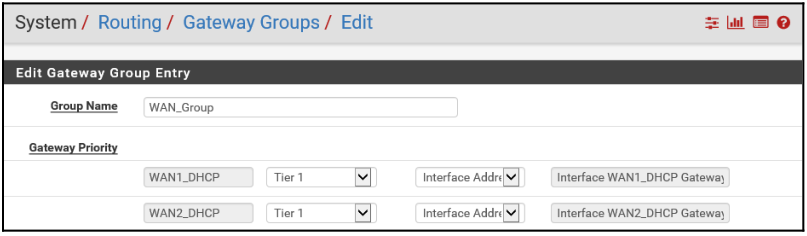 System / Routing / Gateway Groups / Edit
Edit Gateway Group Entry
Group Name WAN_Group
Gateway Priority
WAN1_DHCP Tier 1 Interface Addre Interface WAN1_DHCP Gateway
WAN2_DHCP Tier 1 Interface Addre Interface WAN2_DHCP Gateway